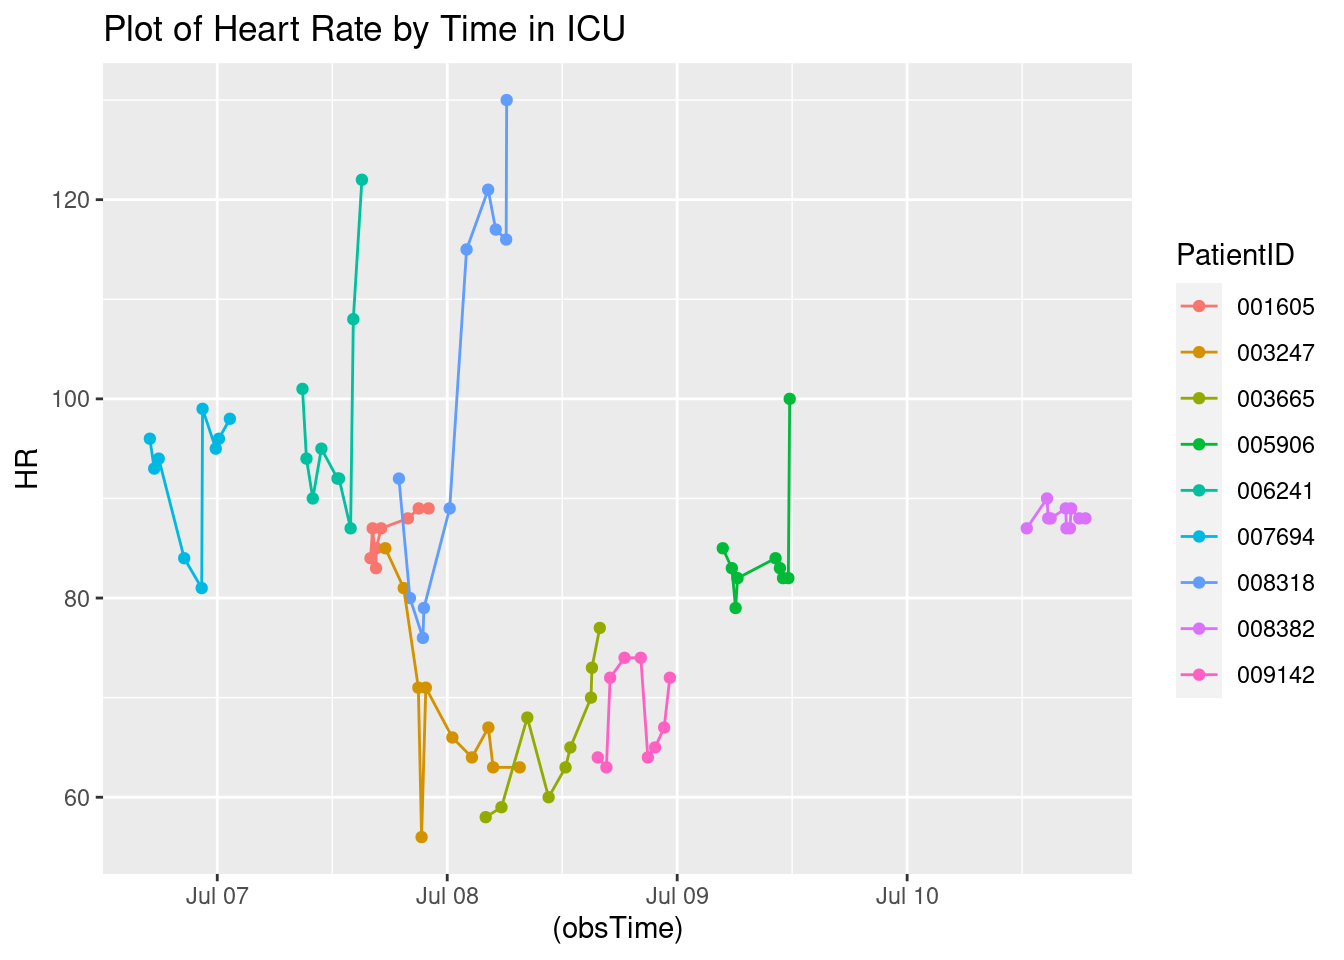 Plot of Heart Rate by Time in ICU
HR
120
100
80
60
Jul 07
Jul 08
Jul 09
Jul 10
(obsTime)
PatientID
001605
003247
003665
005906
006241
007694
008318
008382
009142